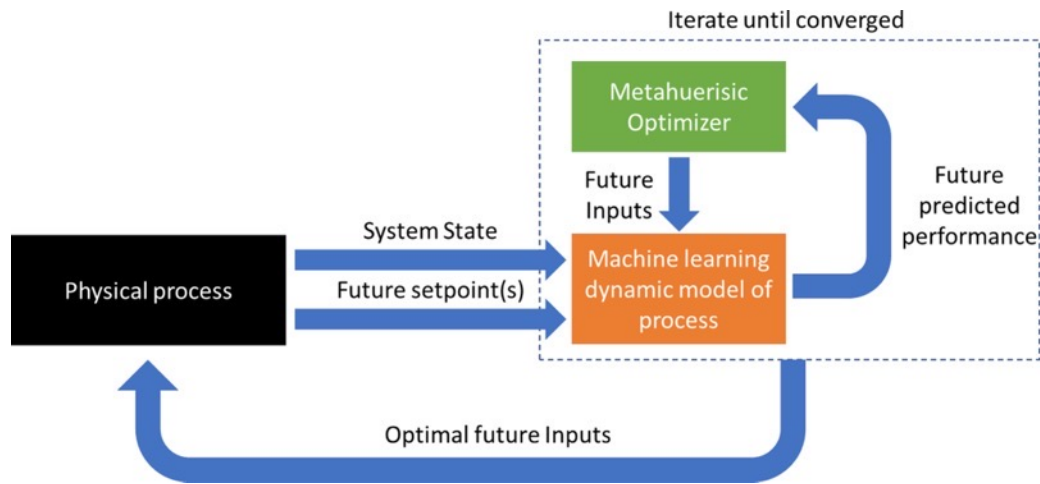 Iterate until converged
Metahuerisic
Optimizer
Future
Inputs
Future
predicted
performance
System State
Physical process
Future setpoint(s)
Machine learning
dynamic model of
process
Optimal future Inputs